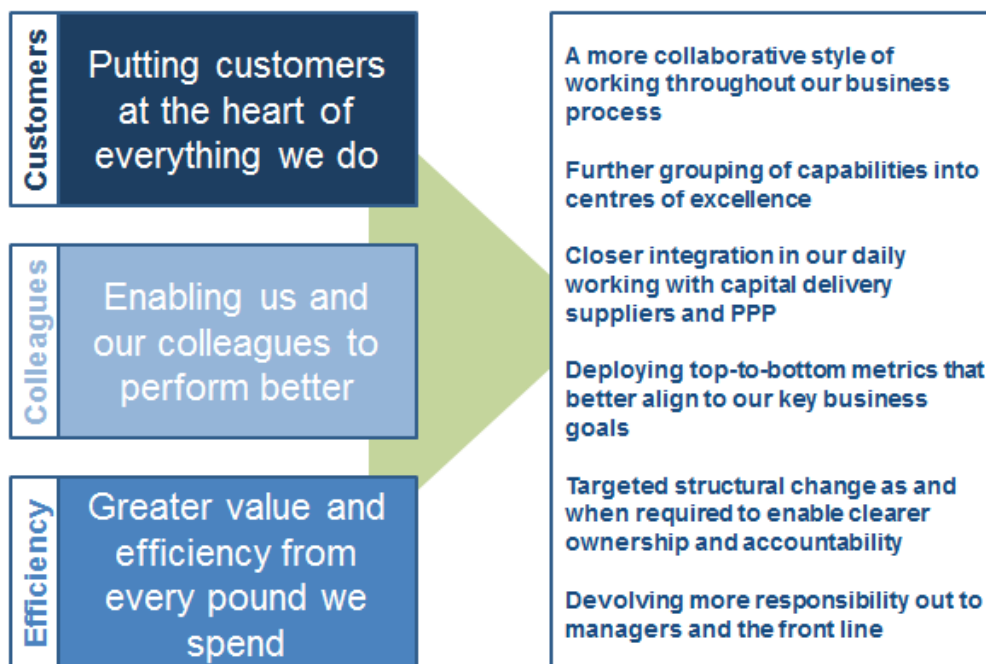 Customers
Putting customers
at the heart of
everything we do
Colleagues
Enabling us and
our colleagues to
perform better
Efficiency
Greater value and
efficiency from
every pound we
spend
A more collaborative style of
working throughout our business
process
Further grouping of capabilities into
centres of excellence
Closer integration in our daily
working with capital delivery
suppliers and PPP
Deploying top-to-bottom metrics that
better align to our key business
goals
Targeted structural change as and
when required to enable clearer
ownership and accountability
Devolving more responsibility out to
managers and the front line